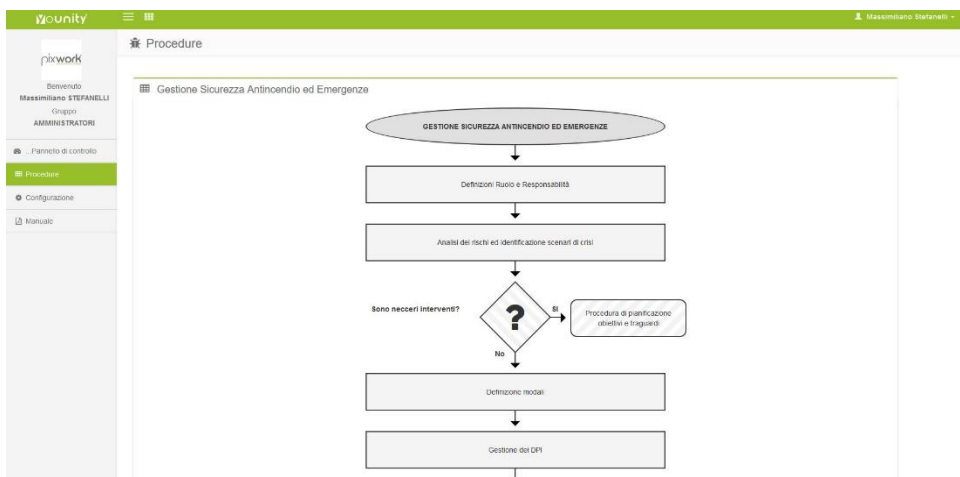 Younity
Massimiliano Stefanelli
pixwork
Benvenuto
Massimiliano STEFANELLI
Gruppo
AMMINISTRATORI
... Pannello di controllo
Procedure
Configurazione
Manuale
Procedure
Gestione Sicurezza Antincendio ed Emergenze
GESTIONE SICUREZZA ANTINCENDIO ED EMERGENZE
Definizioni Ruolo e Responsabilità
Analisi dei rischi ed identificazione scenari di crisi
Sono necceri interventi?
?
SI
Procedura di pianificazione
obiettivi e traguardi
No
Definizione modali
Gestione dei DPI